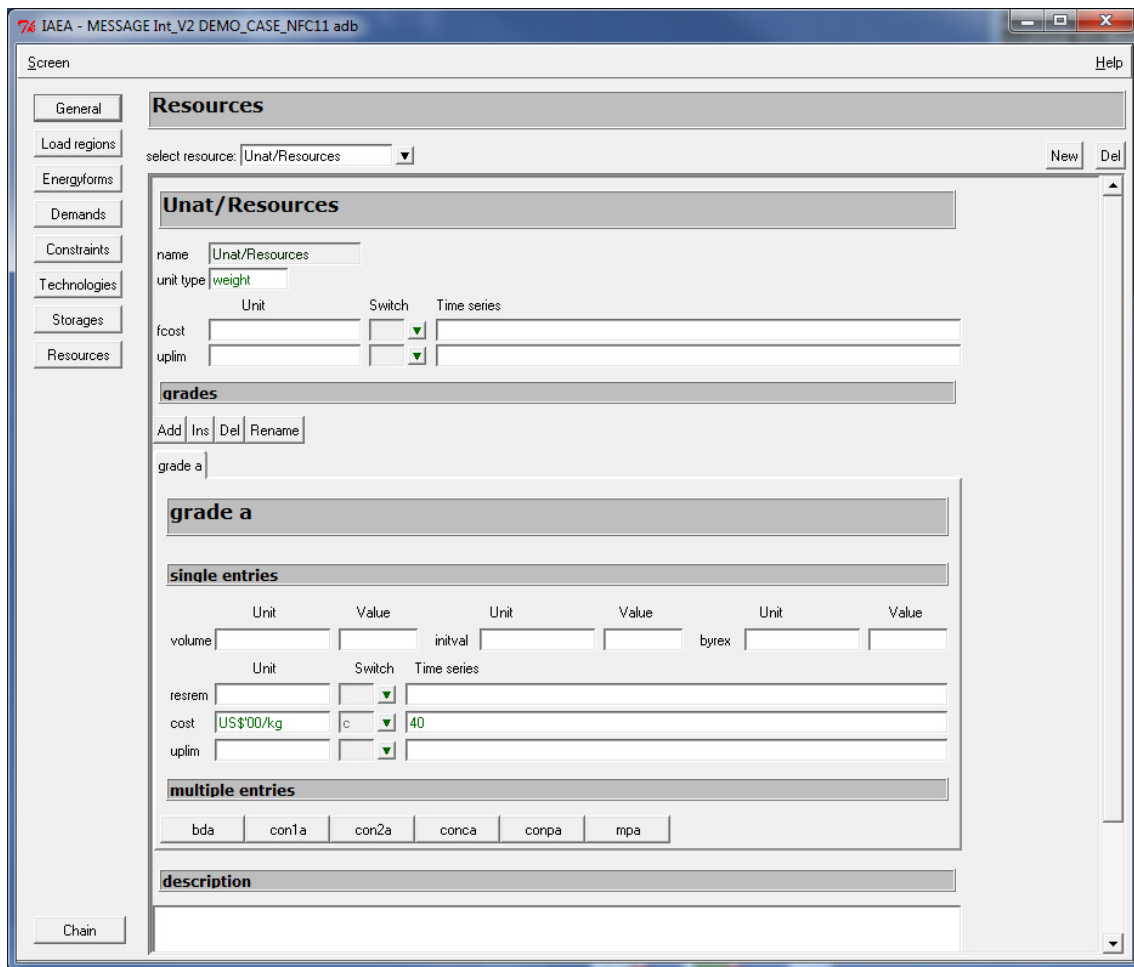 IAEA - MESSAGE Int_V2 DEMO_CASE_NFC11 adb
Screen Help
General
Load regions
Energyforms
Demands
Constraints
Technologies
Storages
Resources
Chain
Resources
select resource: Unat/Resources New Del
Unat/Resources
name Unat/Resources
unit type weight
Unit Switch Time series
fcost
uplim
grades
Add Ins Del Rename
grade a
grade a
single entries
Unit Value Unit Value Unit Value
volume initval byrex
Unit Switch Time series
resrem
cost US$'00/kg c 40
uplim
multiple entries
bda con1a con2a conca conpa mpa
description